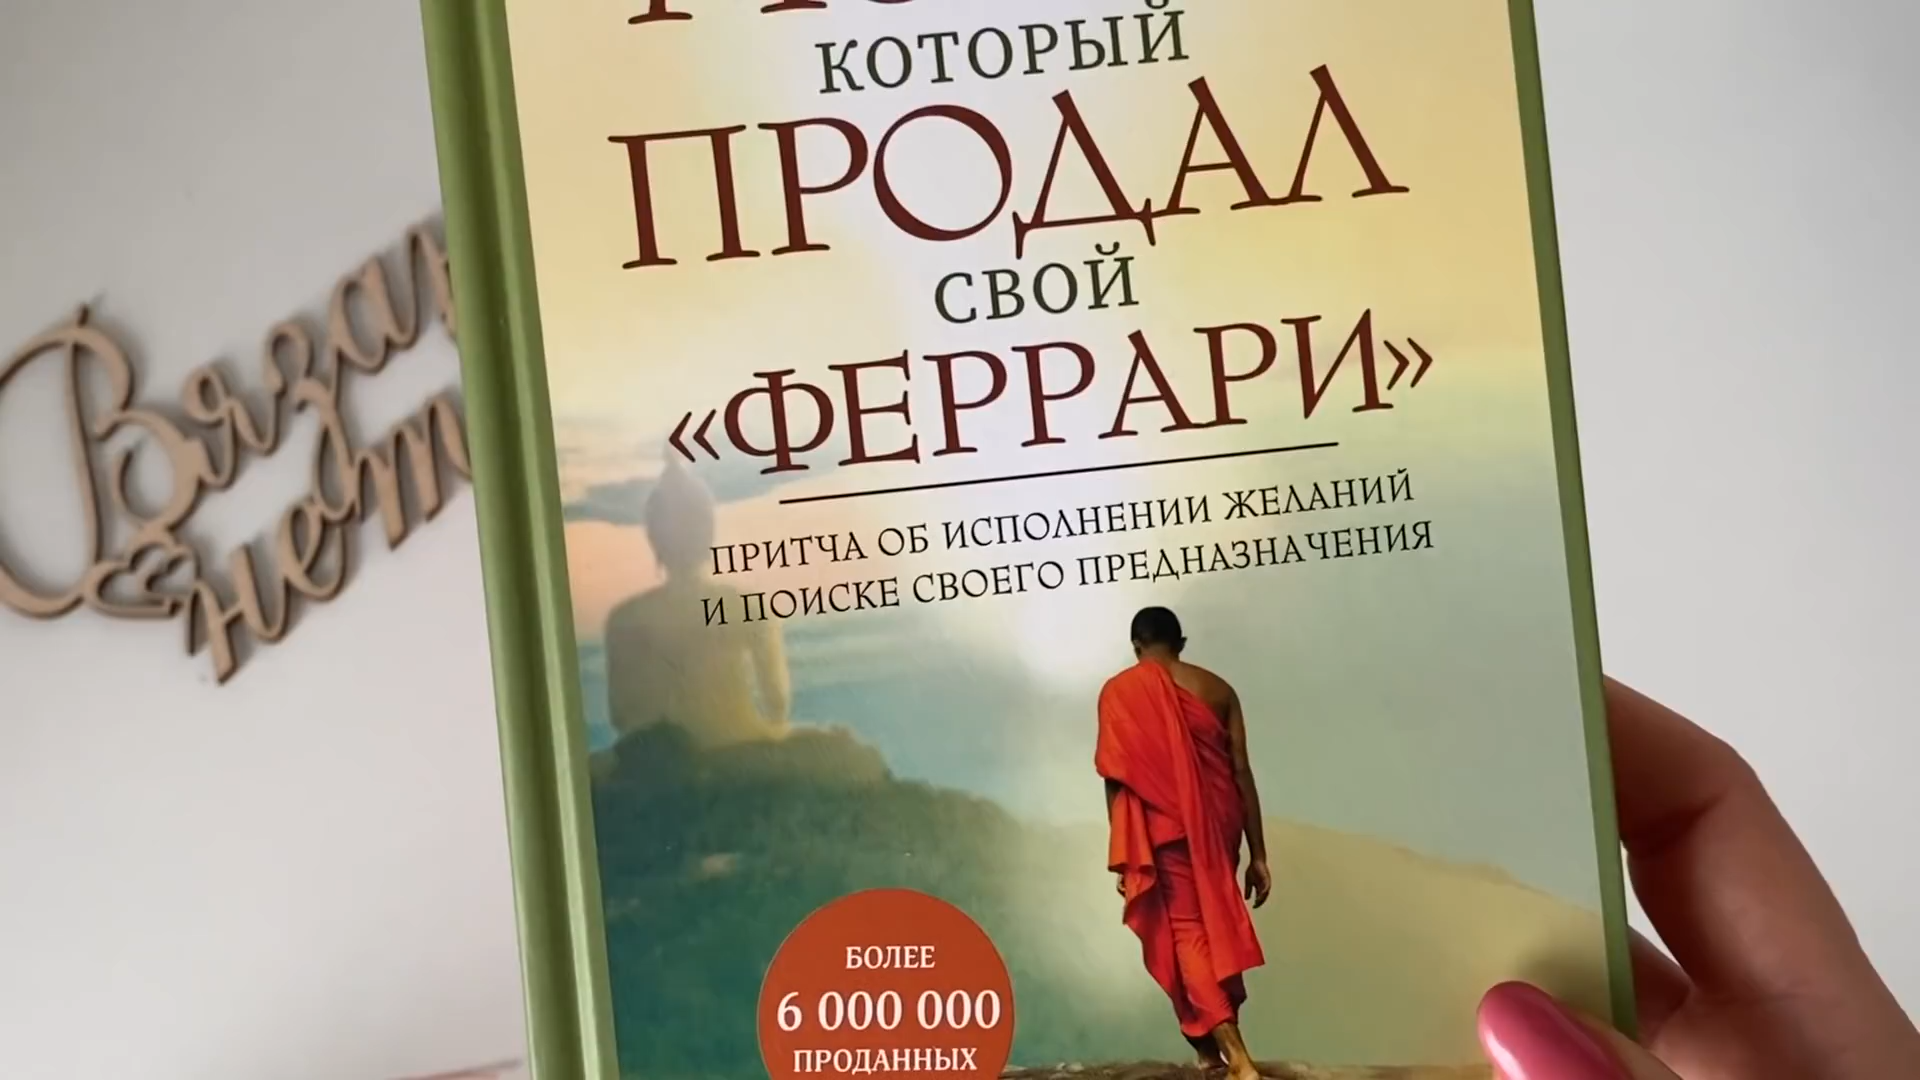 КОТОРЫЙ
ПРОДАЛ
СВОЙ
«ФЕРРАРИ»
ПРИТЧА ОБ ИСПОЛНЕНИИ ЖЕЛАНИЙ
И ПОИСКЕ СВОЕГО ПРЕДНАЗНАЧЕНИЯ
БОЛЕЕ
6 000 000
ПРОДАННЫХ